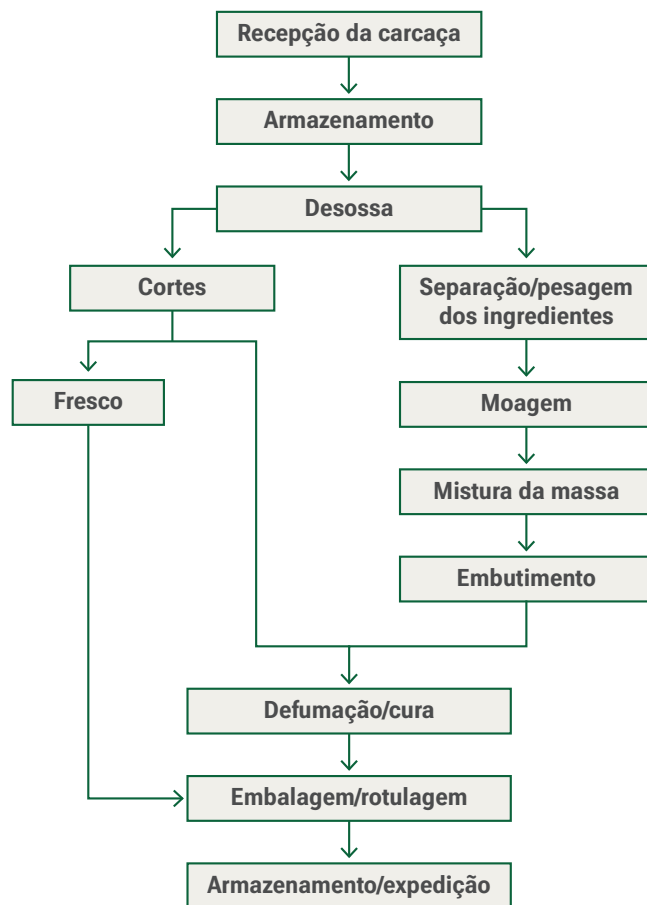 Recepção da carcaça
Armazenamento
Desossa
Cortes
Separação/pesagem
dos ingredientes
Fresco
Moagem
Mistura da massa
Embutimento
Defumação/cura
Embalagem/rotulagem
Armazenamento/expedição